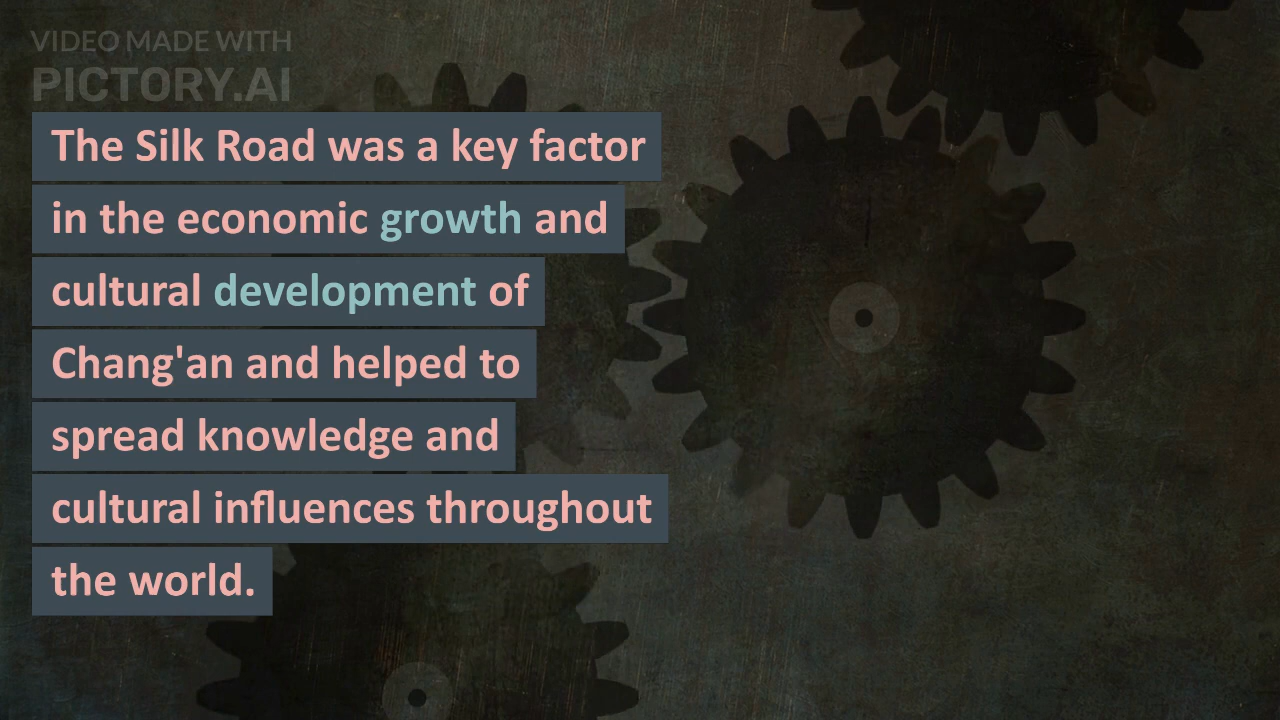 VIDEO MADE WITH
PICTORY.AI
The Silk Road was a key factor
in the economic growth and
cultural development of
Chang'an and helped to
spread knowledge and
cultural influences throughout
the world.